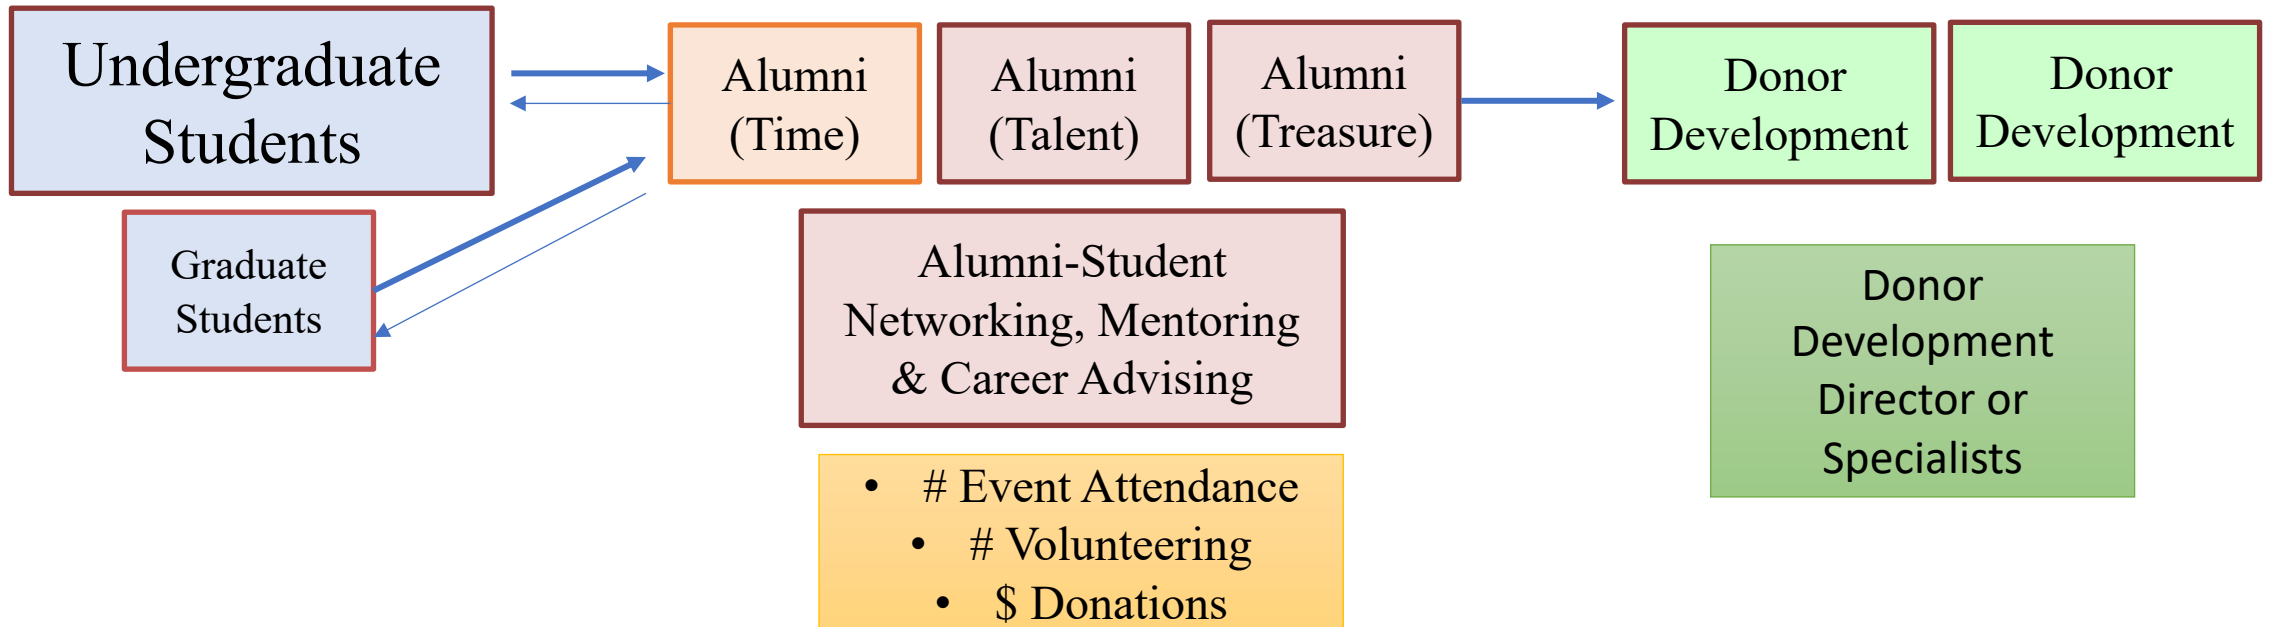 Undergraduate
Students
Alumni
(Time)
Alumni
(Talent)
Alumni
(Treasure)
Donor
Development
Donor
Development
Graduate
Students
Alumni-Student
Networking, Mentoring
& Career Advising
Donor
Development
Director or
Specialists
• # Event Attendance
• # Volunteering
• $ Donations